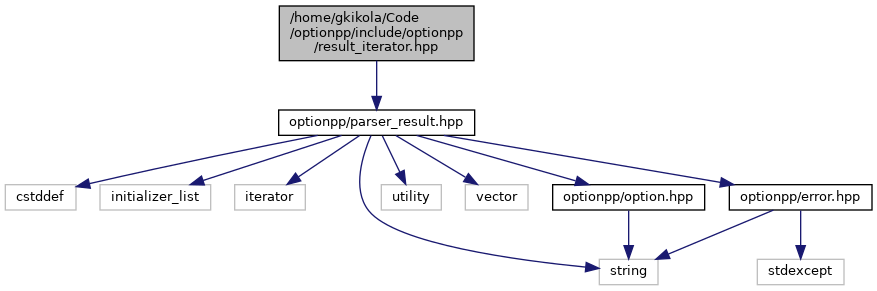 /home/gkikola/Code
/optionpp/include/optionpp
/result_iterator.hpp
optionpp/parser_result.hpp
cstddef
initializer_list
iterator
utility
vector
optionpp/option.hpp
optionpp/error.hpp
string
stdexcept